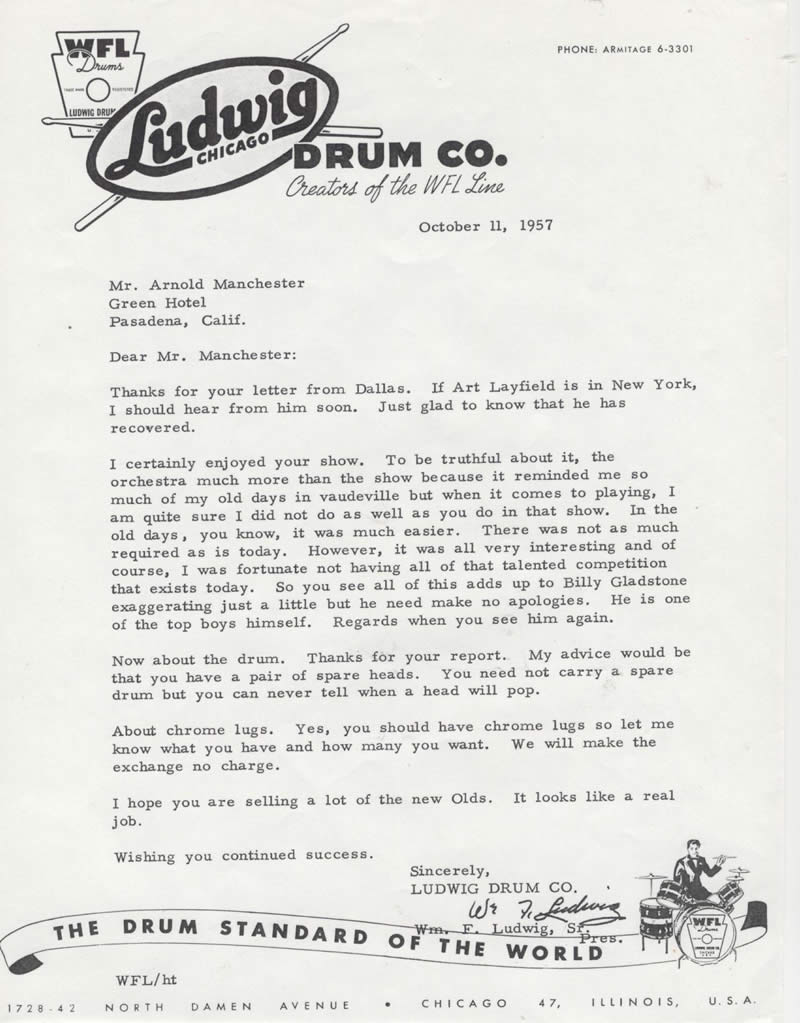 PHONE: ARMITAGE 6-3301
WFL
Drums
TRADE MARK REGISTERED
LUDWIG DRUM
Ludwig
CHICAGO
DRUM CO.
Creators of the WFL Line
October 11, 1957
Mr. Arnold Manchester
Green Hotel
Pasadena, Calif.
Dear Mr. Manchester:
Thanks for your letter from Dallas. If Art Layfield is in New York,
I should hear from him soon. Just glad to know that he has
recovered.
I certainly enjoyed your show. To be truthful about it, the
orchestra much more than the show because it reminded me so
much of my old days in vaudeville but when it comes to playing, I
am quite sure I did not do as well as you do in that show. In the
old days, you know, it was much easier. There was not as much
required as is today. However, it was all very interesting and of
course, I was fortunate not having all of that talented competition
that exists today. So you see all of this adds up to Billy Gladstone
exaggerating just a little but he need make no apologies. He is one
of the top boys himself. Regards when you see him again.
Now about the drum. Thanks for your report. My advice would be
that you have a pair of spare heads. You need not carry a spare
drum but you can never tell when a head will pop.
About chrome lugs. Yes, you should have chrome lugs so let me
know what you have and how many you want. We will make the
exchange no charge.
I hope you are selling a lot of the new Olds. It looks like a real
job.
Wishing you continued success.
Sincerely,
LUDWIG DRUM CO.
Wm F. Ludwig
Wm. F. Ludwig, Sr.
Pres.
WFL
Drums
LUDWIG DRUM CO.
THE DRUM STANDARD OF THE WORLD
WFL/ht
1728-42 NORTH DAMEN AVENUE • CHICAGO 47, ILLINOIS, U.S.A.